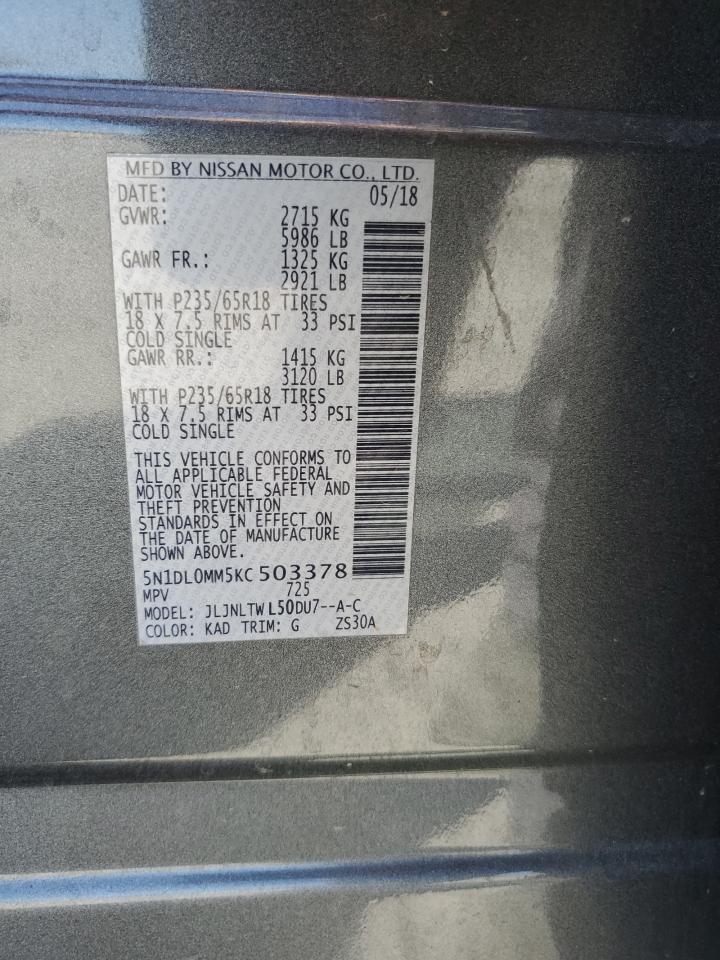 MFD BY NISSAN MOTOR CO., LTD.
DATE: 05/18
GVWR: 2715 KG
5986 LB
GAWR FR.: 1325 KG
2921 LB
WITH P235/65R18 TIRES
18 X 7.5 RIMS AT 33 PSI
COLD SINGLE
GAWR RR.: 1415 KG
3120 LB
WITH P235/65R18 TIRES
18 X 7.5 RIMS AT 33 PSI
COLD SINGLE
THIS VEHICLE CONFORMS TO
ALL APPLICABLE FEDERAL
MOTOR VEHICLE SAFETY AND
THEFT PREVENTION
STANDARDS IN EFFECT ON
THE DATE OF MANUFACTURE
SHOWN ABOVE.
5N1DL0MM5KC 503378
MPV 725
MODEL: JLJNLTW L50DU7--A-C
COLOR: KAD TRIM: G ZS30A